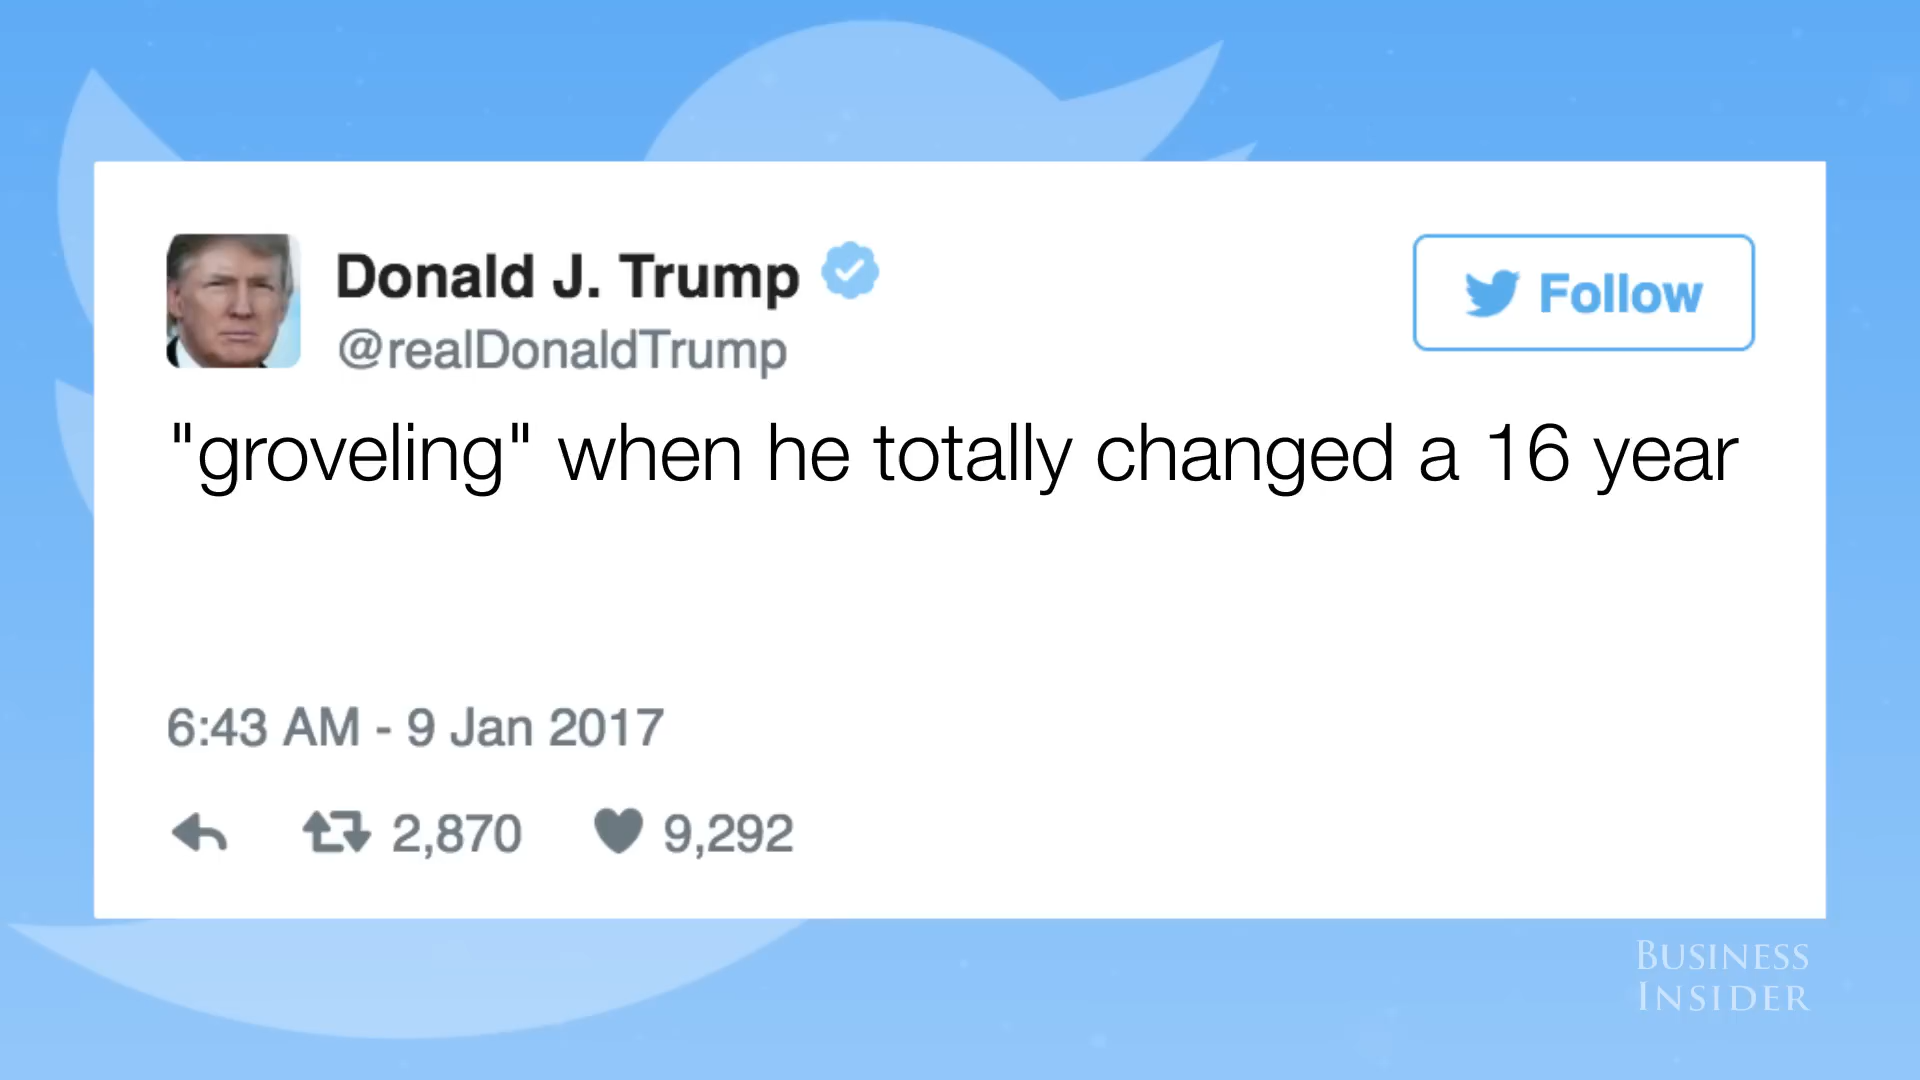 Donald J. Trump
@realDonaldTrump
Follow
"groveling" when he totally changed a 16 year
6:43 AM - 9 Jan 2017
2,870 9,292
BUSINESS
INSIDER